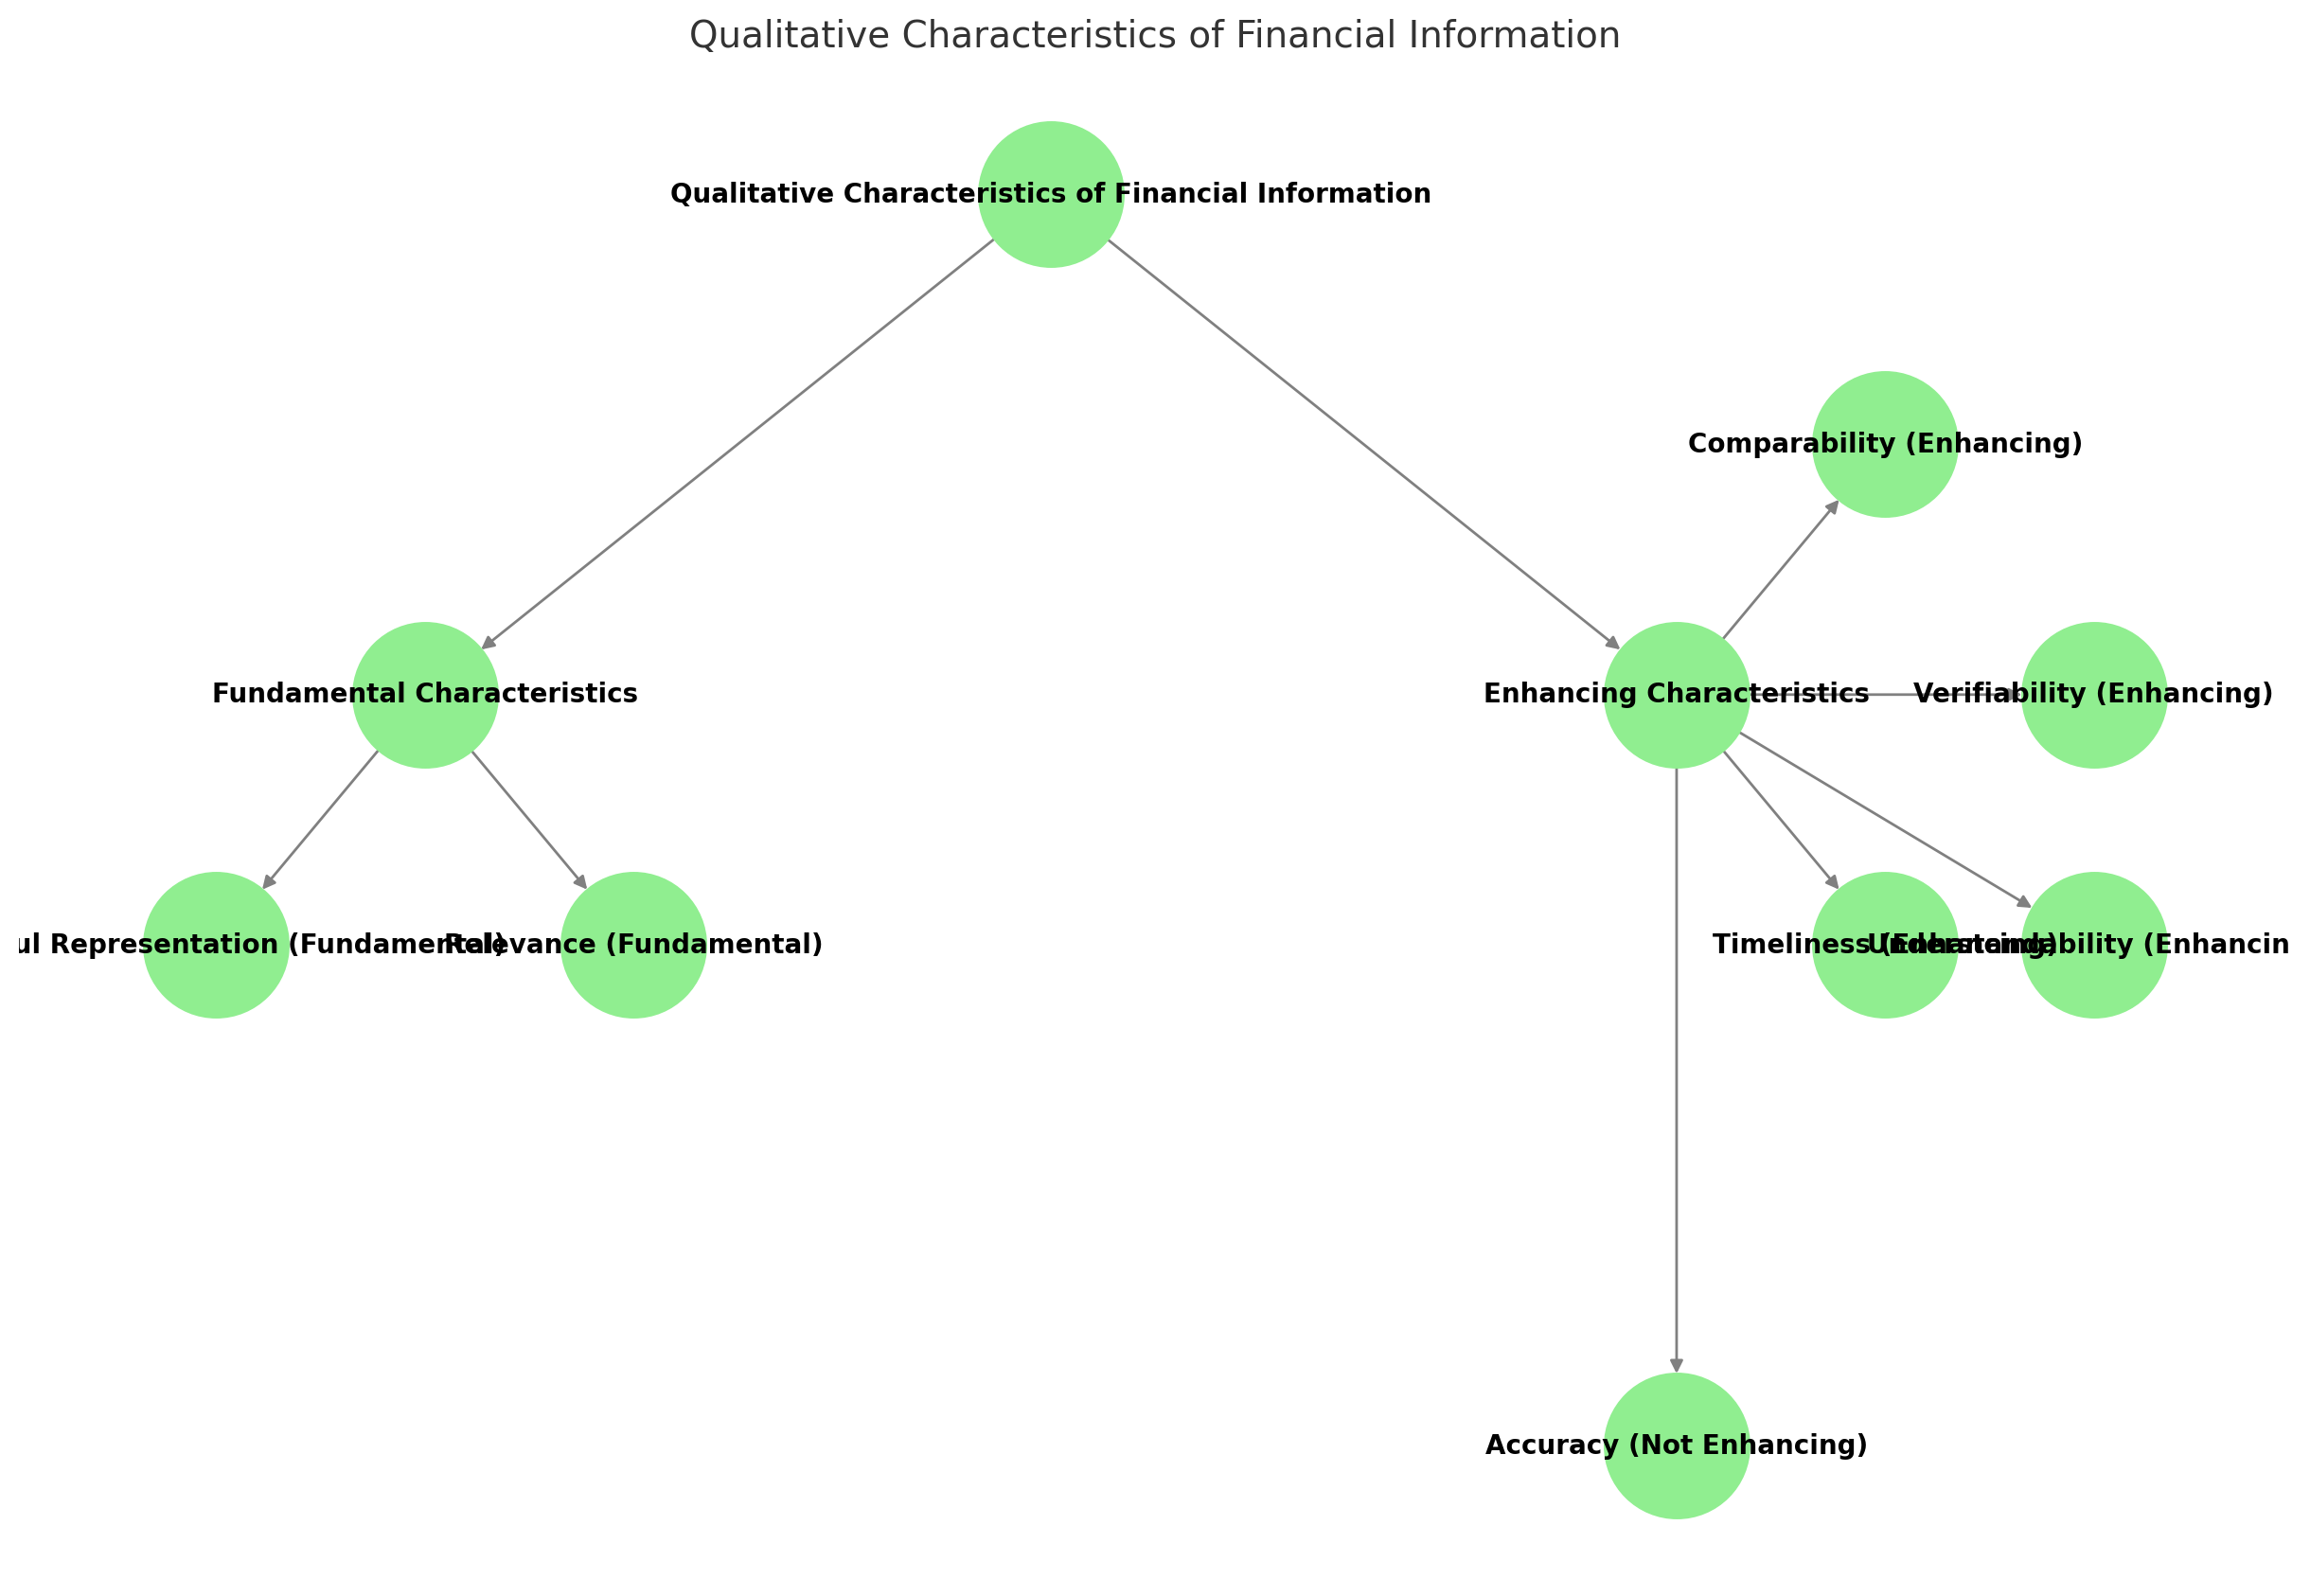 Qualitative Characteristics of Financial Information
Qualitative Characteristics of Financial Information
Comparability (Enhancing)
Fundamental Characteristics
Enhancing Characteristics
Verifiability (Enhancing)
ul Representation (Fundamental)
Relevance (Fundamental)
Timeliness (Enhancing)
Understandability (Enhancin
Accuracy (Not Enhancing)